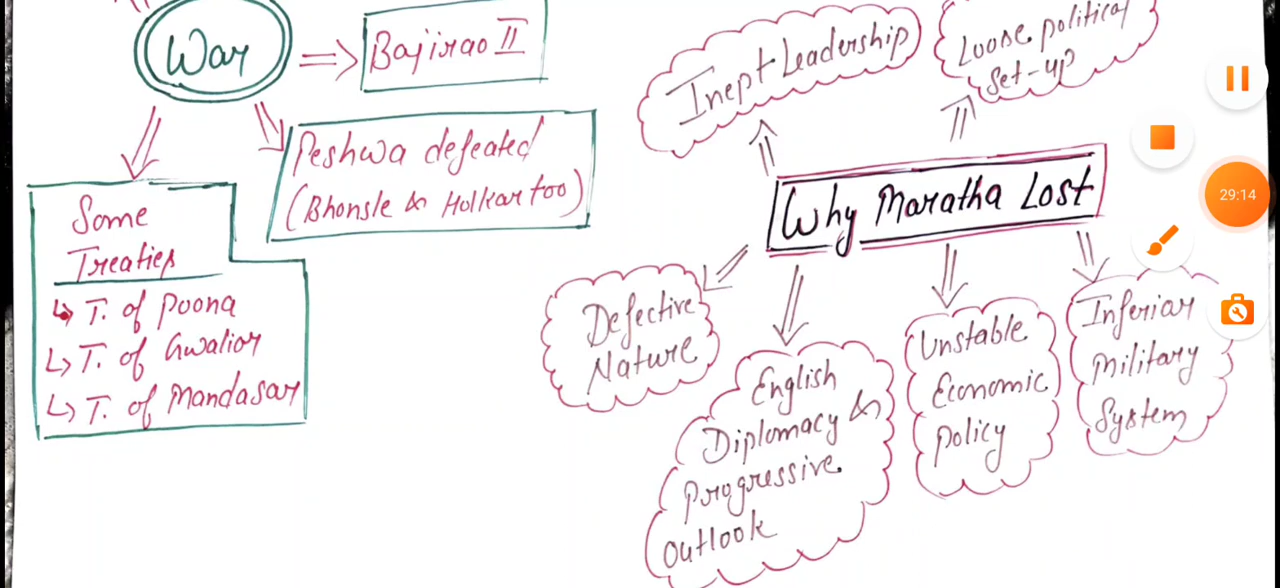 War
Bajirao II
Peshwa defeated
(Bhonsle & Holkar too)
Some
Treaties
T. of Poona
T. of Gwalior
T. of Mandasar
Inept Leadership
Loose political
Set-up
Why Maratha Lost
Defective
Nature
English
Diplomacy &
Progressive
Outlook
Unstable
Economic
Policy
Inferiar
Military
System
29:14